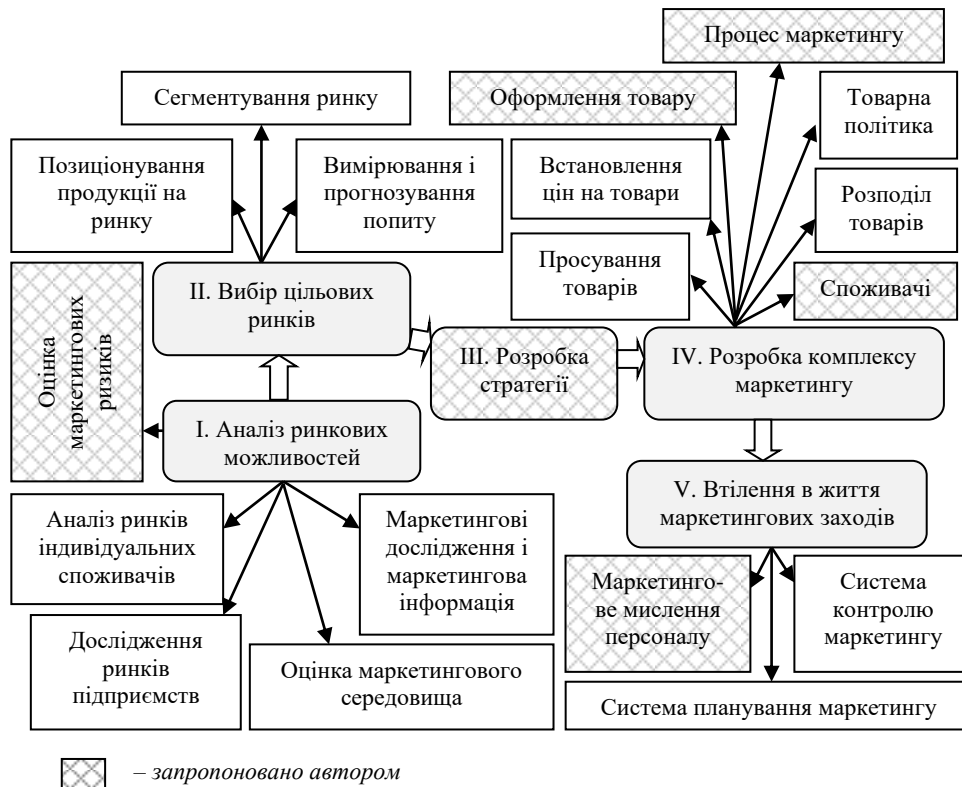 Процес маркетингу
Сегментування ринку
Оформлення товару
Товарна
політика
Позиціонування
продукції на
ринку
Вимірювання і
прогнозування
попиту
Встановлення
цін на товари
Розподіл
товарів
Просування
товарів
Споживачі
Оцінка
маркетингових
ризиків
ІІ. Вибір цільових
ринків
ІІІ. Розробка
стратегії
IV. Розробка комплексу
маркетингу
І. Аналіз ринкових
можливостей
V. Втілення в життя
маркетингових заходів
Аналіз ринків
індивідуальних
споживачів
Маркетингові
дослідження і
маркетингова
інформація
Маркетинго-
ве мислення
персоналу
Система
контролю
маркетингу
Дослідження
ринків
підприємств
Оцінка маркетингового
середовища
Система планування маркетингу
– запропоновано автором